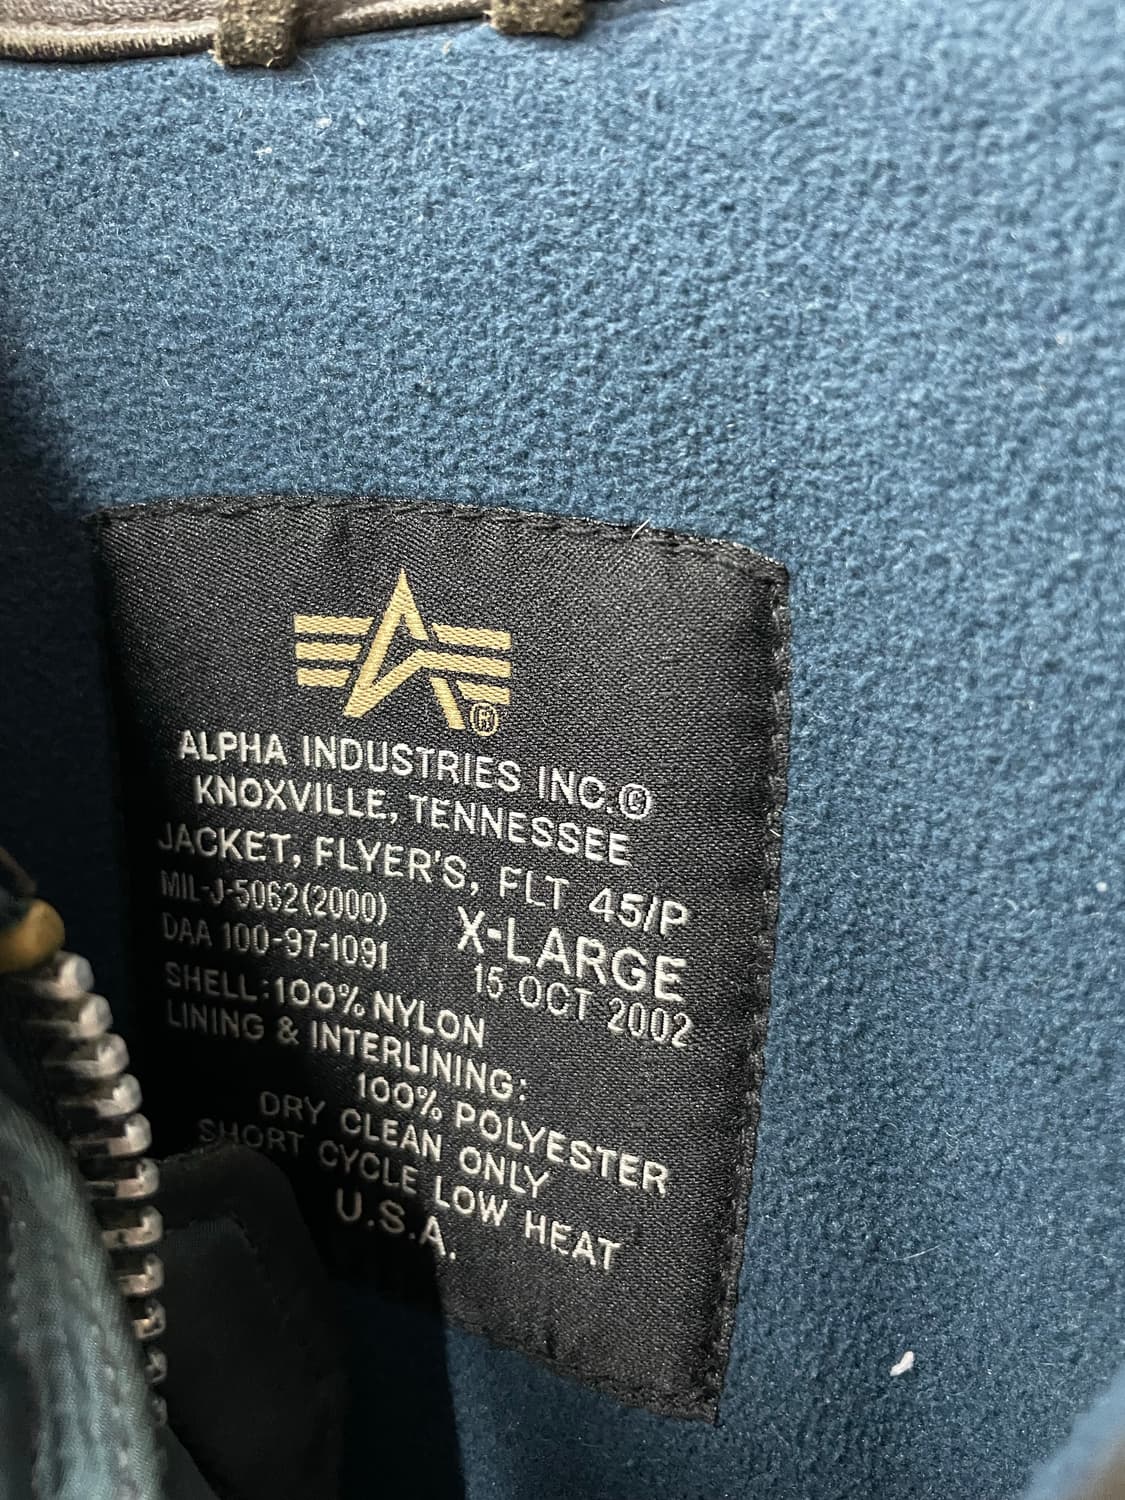 ®
ALPHA INDUSTRIES INC.©
KNOXVILLE, TENNESSEE
JACKET, FLYER'S, FLT 45/P
MIL-J-5062(2000)
X-LARGE
DAA 100-97-1091
15 OCT 2002
SHELL:100% NYLON
LINING & INTERLINING:
100% POLYESTER
DRY CLEAN ONLY
SHORT CYCLE LOW HEAT
U.S.A.